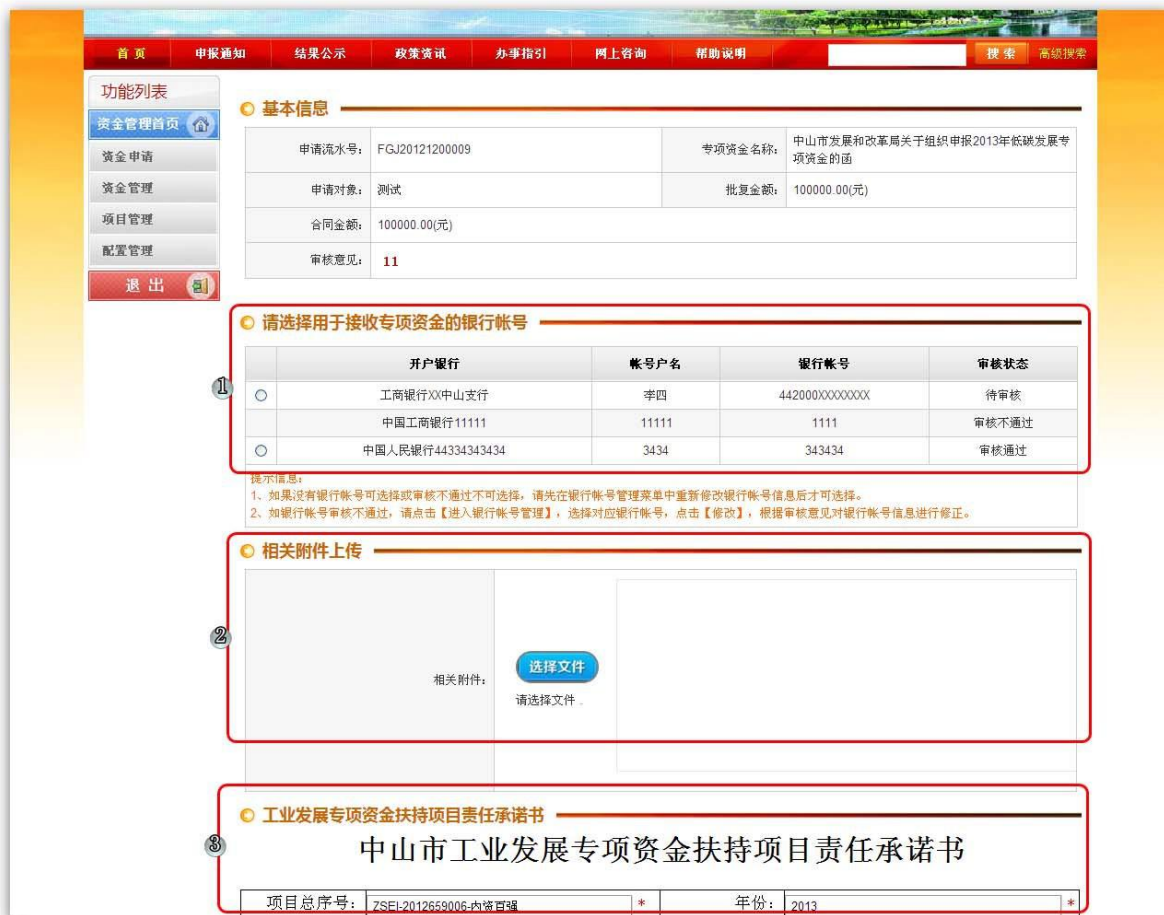 首 页 申报通知 结果公示 政策资讯 办事指引 网上咨询 帮助说明 搜 索 高级搜索
功能列表
资金管理首页
资金申请
资金管理
项目管理
配置管理
退 出
基本信息
申请流水号： FGJ20121200009 专项资金名称： 中山市发展和改革局关于组织申报2013年低碳发展专
项资金的函
申请对象： 测试 批复金额： 100000.00(元)
合同金额： 100000.00(元)
审核意见： 11
①
请选择用于接收专项资金的银行帐号
开户银行 帐号户名 银行帐号 审核状态
工商银行XX中山支行 李四 442000XXXXXXXX 待审核
中国工商银行11111 11111 1111 审核不通过
中国人民银行44334343434 3434 343434 审核通过
提示信息：
1、如果没有银行帐号可选择或审核不通过不可选择，请先在银行帐号管理菜单中重新修改银行帐号信息后才可选择。
2、如银行帐号审核不通过，请点击【进入银行帐号管理】，选择对应银行帐号，点击【修改】，根据审核意见对银行帐号信息进行修正。
②
相关附件上传
相关附件： 选择文件
请选择文件 .
③
工业发展专项资金扶持项目责任承诺书
中山市工业发展专项资金扶持项目责任承诺书
项目总序号： ZSEI-2012659006-内资百强 * 年份： 2013 *